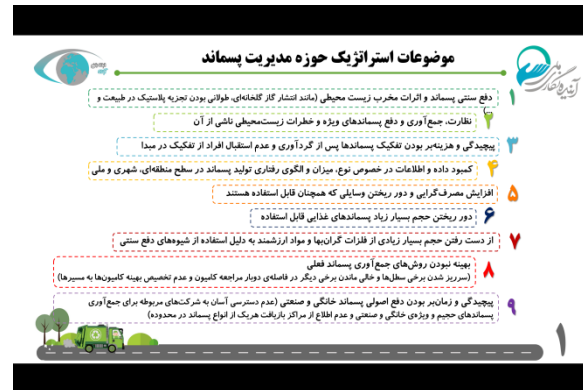 موضوعات استراتژیک حوزه مدیریت پسماند
۱ دفع سنتی پسماند و اثرات مخرب زیست محیطی (مانند انتشار گاز گلخانه‌ای، طولانی بودن تجزیه پلاستیک در طبیعت و
)
۲ نظارت، جمع‌آوری و دفع پسماندهای ویژه و خطرات زیست‌محیطی ناشی از آن
۳ پیچیدگی و هزینه‌بر بودن تفکیک پسماندها پس از گردآوری و عدم استقبال افراد از تفکیک در مبدا
۴ کمبود داده و اطلاعات در خصوص نوع، میزان و الگوی رفتاری تولید پسماند در سطح منطقه‌ای، شهری و ملی
۵ افزایش مصرف‌گرایی و دور ریختن وسایلی که همچنان قابل استفاده هستند
۶ دور ریختن حجم بسیار زیاد پسماندهای غذایی قابل استفاده
۷ از دست رفتن حجم بسیار زیادی از فلزات گران‌بها و مواد ارزشمند به دلیل استفاده از شیوه‌های دفع سنتی
۸ بهینه نبودن روش‌های جمع‌آوری پسماند فعلی
(سرریز شدن برخی سطل‌ها و خالی ماندن برخی دیگر در فاصله‌ی دوبار مراجعه کامیون و عدم تخصیص بهینه کامیون‌ها به مسیرها)
۹ پیچیدگی و زمان‌بر بودن دفع اصولی پسماند خانگی و صنعتی (عدم دسترسی آسان به شرکت‌های مربوطه برای جمع‌آوری
پسماندهای حجیم و ویژه‌ی خانگی و صنعتی و عدم اطلاع از مراکز بازیافت هریک از انواع پسماند در محدوده)
۱